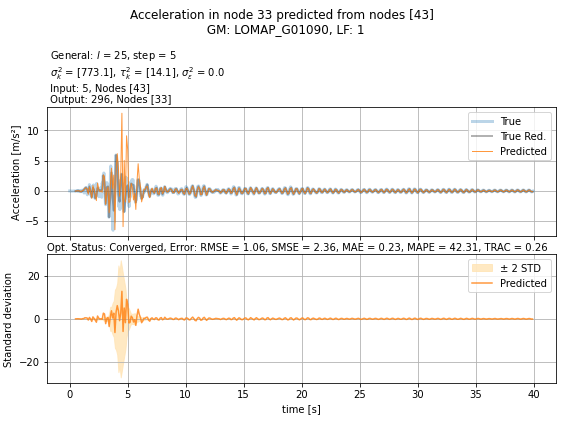 Acceleration in node 33 predicted from nodes [43]
GM: LOMAP_G01090, LF: 1
General: l = 25, step = 5
σ²ₖ = [773.1], τ²ₖ = [14.1], σ²ε = 0.0
Input: 5, Nodes [43]
Output: 296, Nodes [33]
Acceleration [m/s²]
10
5
0
−5
True
True Red.
Predicted
Opt. Status: Converged, Error: RMSE = 1.06, SMSE = 2.36, MAE = 0.23, MAPE = 42.31, TRAC = 0.26
Standard deviation
20
0
−20
± 2 STD
Predicted
0 5 10 15 20 25 30 35 40
time [s]